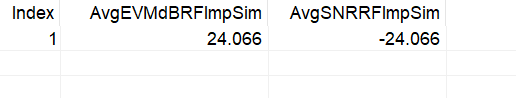 Index AvgEVMdBRFImpSim AvgSNRRFImpSim
1 24.066 -24.066